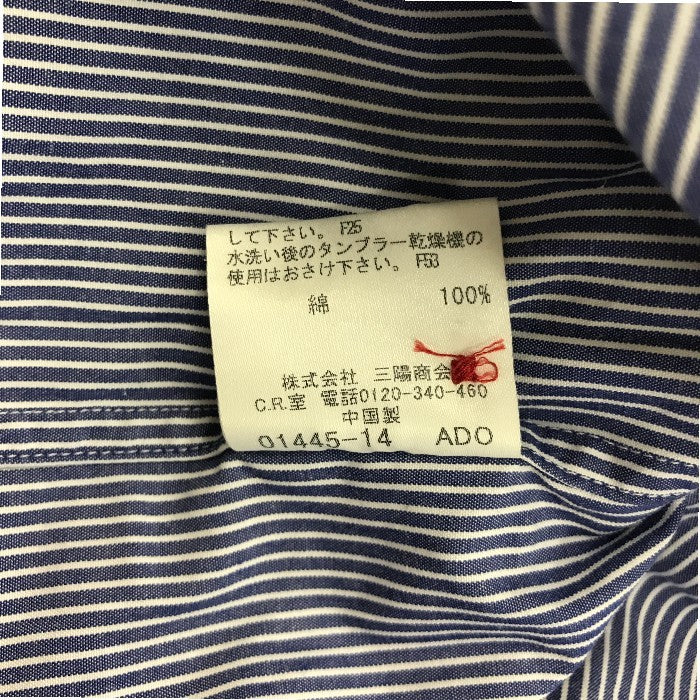 して下さい。 F25
水洗い後のタンブラー乾燥機の
使用はおさけ下さい。 F53
綿 100%
株式会社 三陽商会
C.R.室 電話0120-340-460
中国製
01445-14 ADO